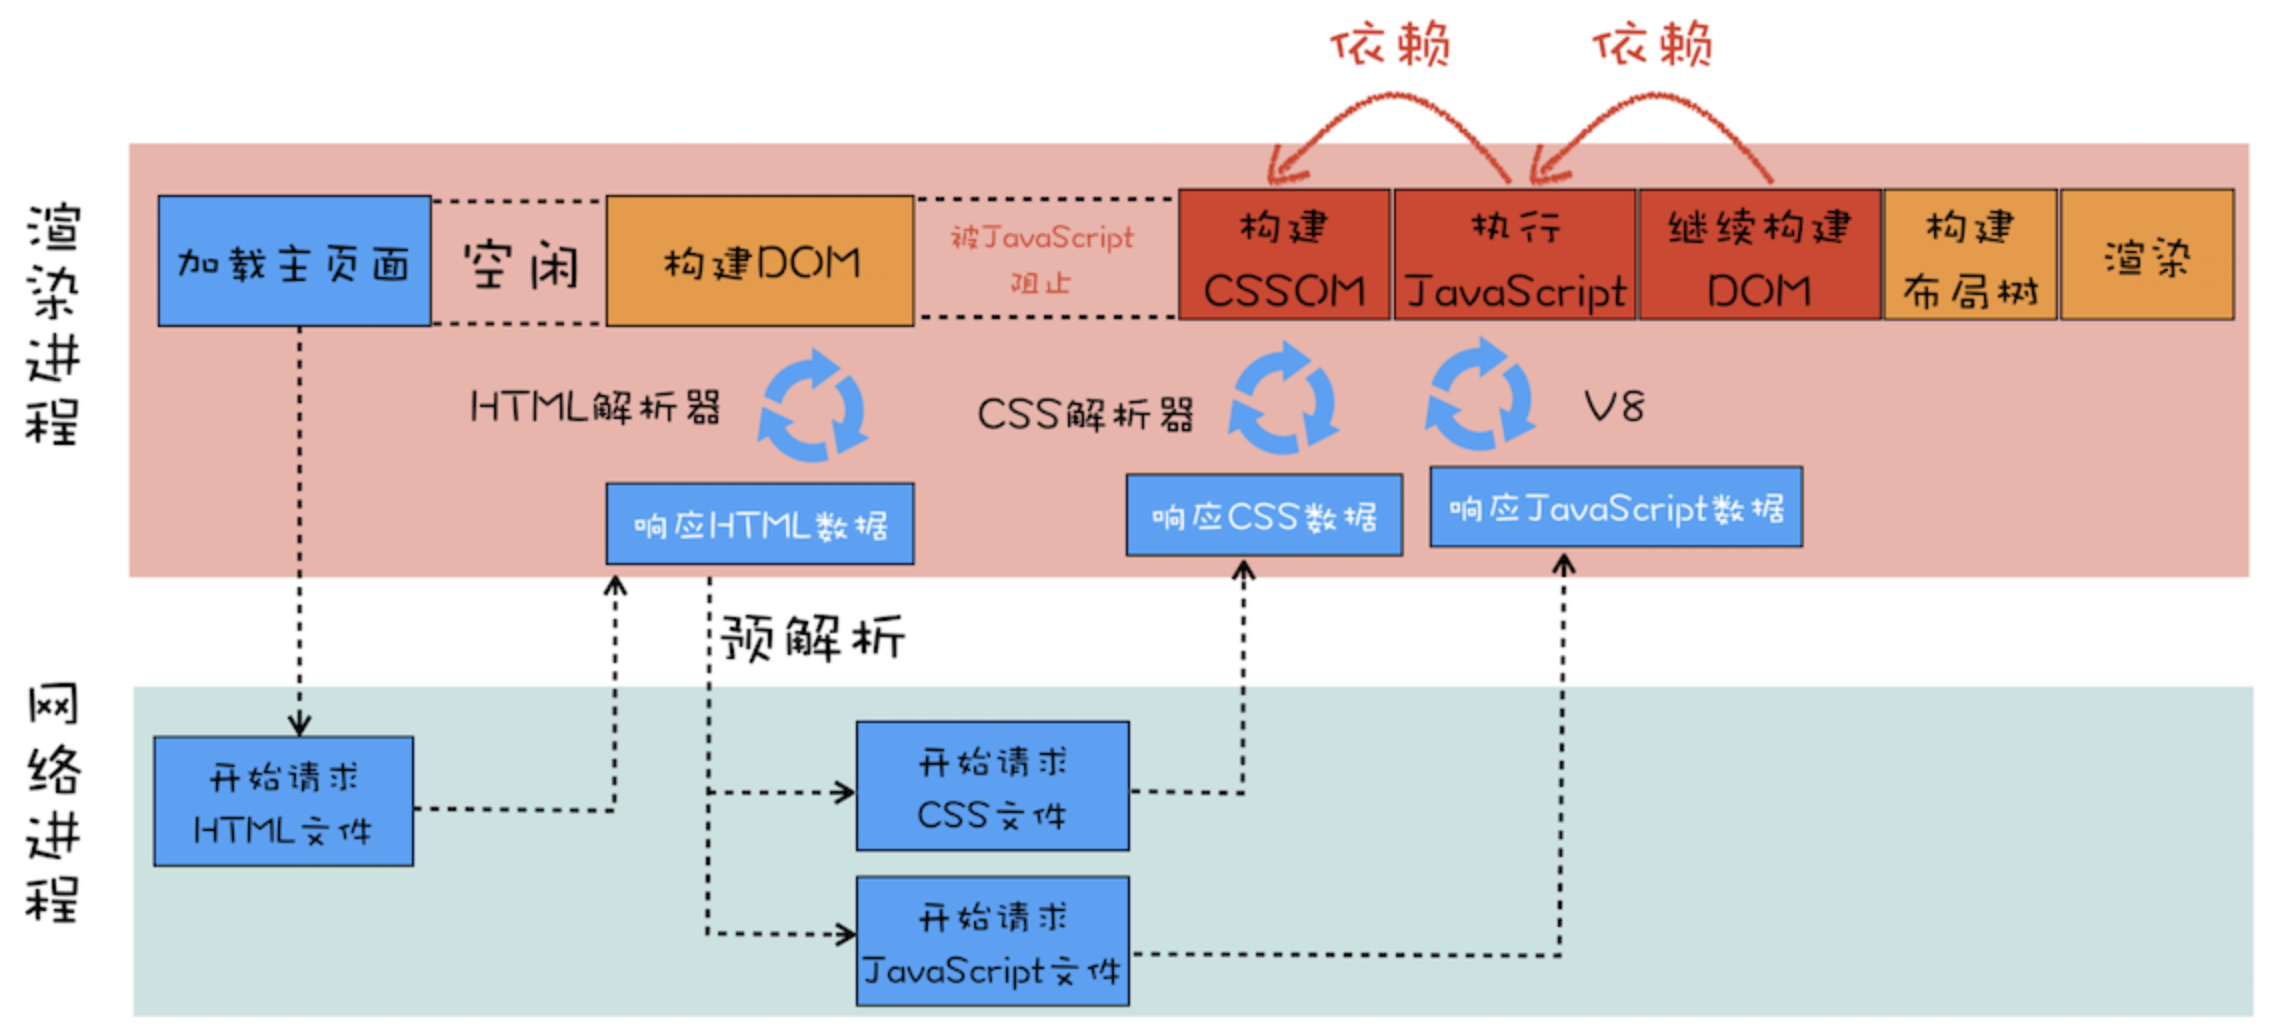 依赖
依赖
渲染进程
加载主页面
空闲
构建DOM
被JavaScript
阻止
构建
CSSOM
执行
JavaScript
继续构建
DOM
构建
布局树
渲染
HTML解析器
CSS解析器
V8
响应HTML数据
响应CSS数据
响应JavaScript数据
预解析
网络进程
开始请求
HTML文件
开始请求
CSS文件
开始请求
JavaScript文件